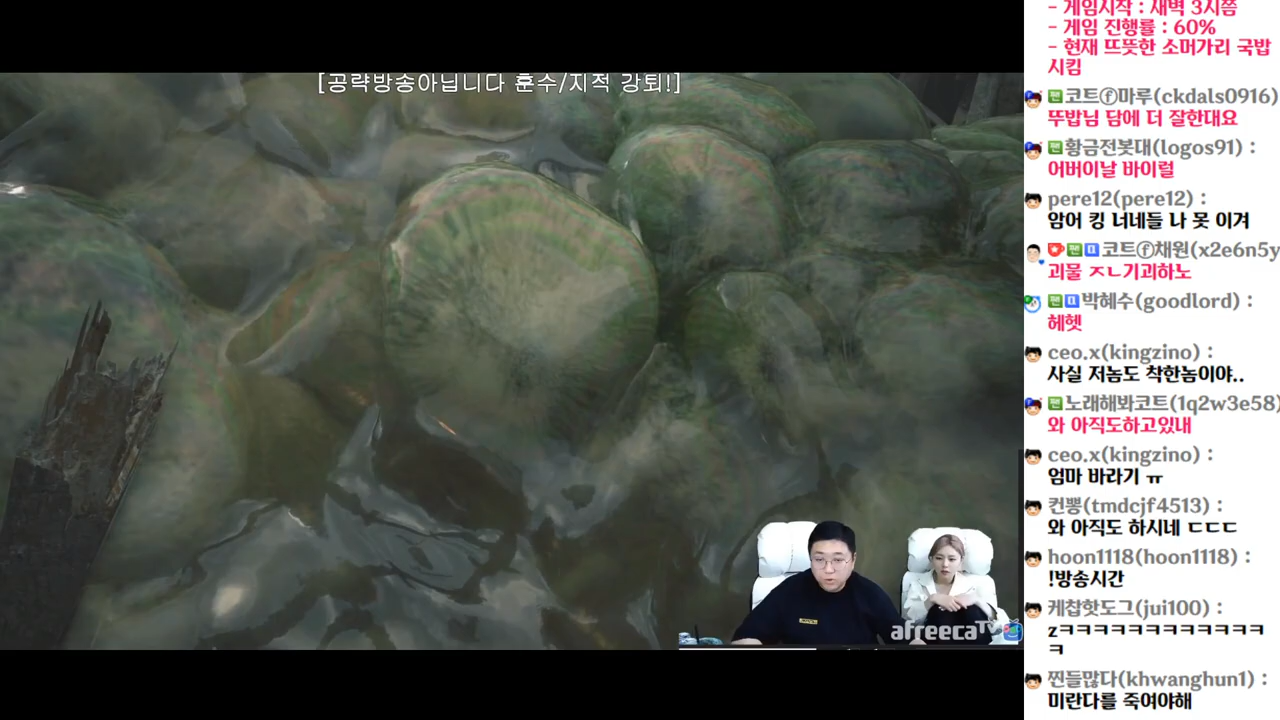 [공략방송아닙니다 훈수/지적 강퇴!]
- 게임시작 : 새벽 3시쯤
- 게임 진행률 : 60%
- 현재 뜨뜻한 소머가리 국밥
시킴
팬 코트ⓕ마루(ckdals0916)
뚜밥님 담에 더 잘한대요
팬 황금전봇대(logos91) :
어버이날 바이럴
pere12(pere12) :
암어 킹 너네들 나 못 이겨
팬 코트ⓕ채원(x2e6n5y
괴물 ㅈㄴ기괴하노
팬 박혜수(goodlord) :
헤헷
ceo.x(kingzino) :
사실 저놈도 착한놈이야..
팬 노래해봐코트(1q2w3e58)
와 아직도하고있내
ceo.x(kingzino) :
엄마 바라기 ㅠ
컨뽕(tmdcjf4513) :
와 아직도 하시네 ㄷㄷㄷ
hoon1118(hoon1118) :
!방송시간
케찹핫도그(jui100) :
zㅋㅋㅋㅋㅋㅋㅋㅋㅋㅋㅋㅋ
ㅋ
찐들많다(khwanghun1) :
미란다를 죽여야해
afreecaTV